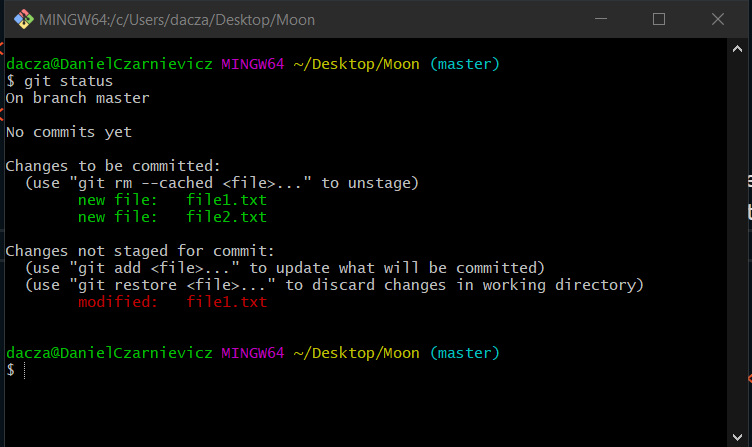 MINGW64:/c/Users/dacza/Desktop/Moon
dacza@DanielCzarnievicz MINGW64 ~/Desktop/Moon (master)
$ git status
On branch master
No commits yet
Changes to be committed:
(use "git rm --cached <file>..." to unstage)
new file: file1.txt
new file: file2.txt
Changes not staged for commit:
(use "git add <file>..." to update what will be committed)
(use "git restore <file>..." to discard changes in working directory)
modified: file1.txt
dacza@DanielCzarnievicz MINGW64 ~/Desktop/Moon (master)
$